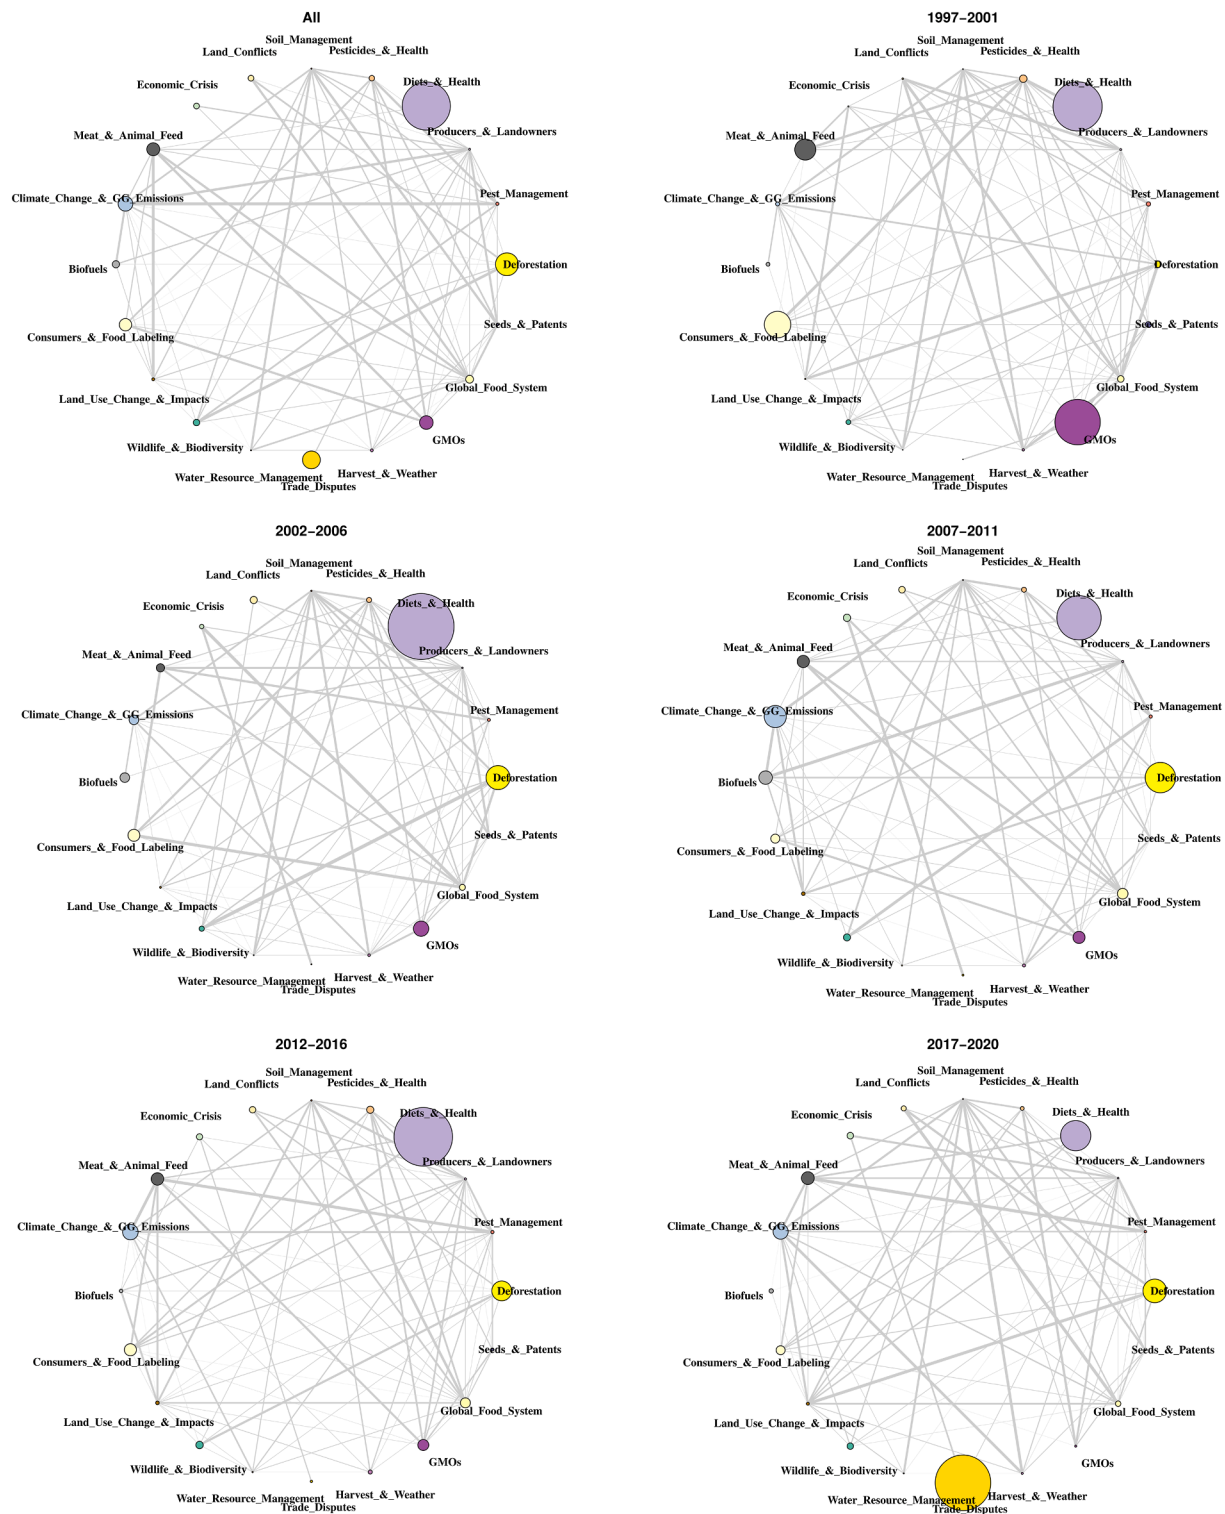 All
Soil_Management
Land_Conflicts
Pesticides_&_Health
Economic_Crisis
Diets_&_Health
Meat_&_Animal_Feed
Producers_&_Landowners
Climate_Change_&_GG_Emissions
Pest_Management
Biofuels
Deforestation
Consumers_&_Food_Labeling
Seeds_&_Patents
Land_Use_Change_&_Impacts
Global_Food_System
Wildlife_&_Biodiversity
GMOs
Water_Resource_Management
Harvest_&_Weather
Trade_Disputes
1997−2001
Soil_Management
Land_Conflicts
Pesticides_&_Health
Economic_Crisis
Diets_&_Health
Meat_&_Animal_Feed
Producers_&_Landowners
Climate_Change_&_GG_Emissions
Pest_Management
Biofuels
Deforestation
Consumers_&_Food_Labeling
Seeds_&_Patents
Land_Use_Change_&_Impacts
Global_Food_System
Wildlife_&_Biodiversity
GMOs
Water_Resource_Management
Harvest_&_Weather
Trade_Disputes
2002−2006
Soil_Management
Land_Conflicts
Pesticides_&_Health
Economic_Crisis
Diets_&_Health
Meat_&_Animal_Feed
Producers_&_Landowners
Climate_Change_&_GG_Emissions
Pest_Management
Biofuels
Deforestation
Consumers_&_Food_Labeling
Seeds_&_Patents
Land_Use_Change_&_Impacts
Global_Food_System
Wildlife_&_Biodiversity
GMOs
Water_Resource_Management
Harvest_&_Weather
Trade_Disputes
2007−2011
Soil_Management
Land_Conflicts
Pesticides_&_Health
Economic_Crisis
Diets_&_Health
Meat_&_Animal_Feed
Producers_&_Landowners
Climate_Change_&_GG_Emissions
Pest_Management
Biofuels
Deforestation
Consumers_&_Food_Labeling
Seeds_&_Patents
Land_Use_Change_&_Impacts
Global_Food_System
Wildlife_&_Biodiversity
GMOs
Water_Resource_Management
Harvest_&_Weather
Trade_Disputes
2012−2016
Soil_Management
Land_Conflicts
Pesticides_&_Health
Economic_Crisis
Diets_&_Health
Meat_&_Animal_Feed
Producers_&_Landowners
Climate_Change_&_GG_Emissions
Pest_Management
Biofuels
Deforestation
Consumers_&_Food_Labeling
Seeds_&_Patents
Land_Use_Change_&_Impacts
Global_Food_System
Wildlife_&_Biodiversity
GMOs
Water_Resource_Management
Harvest_&_Weather
Trade_Disputes
2017−2020
Soil_Management
Land_Conflicts
Pesticides_&_Health
Economic_Crisis
Diets_&_Health
Meat_&_Animal_Feed
Producers_&_Landowners
Climate_Change_&_GG_Emissions
Pest_Management
Biofuels
Deforestation
Consumers_&_Food_Labeling
Seeds_&_Patents
Land_Use_Change_&_Impacts
Global_Food_System
Wildlife_&_Biodiversity
GMOs
Water_Resource_Management
Harvest_&_Weather
Trade_Disputes